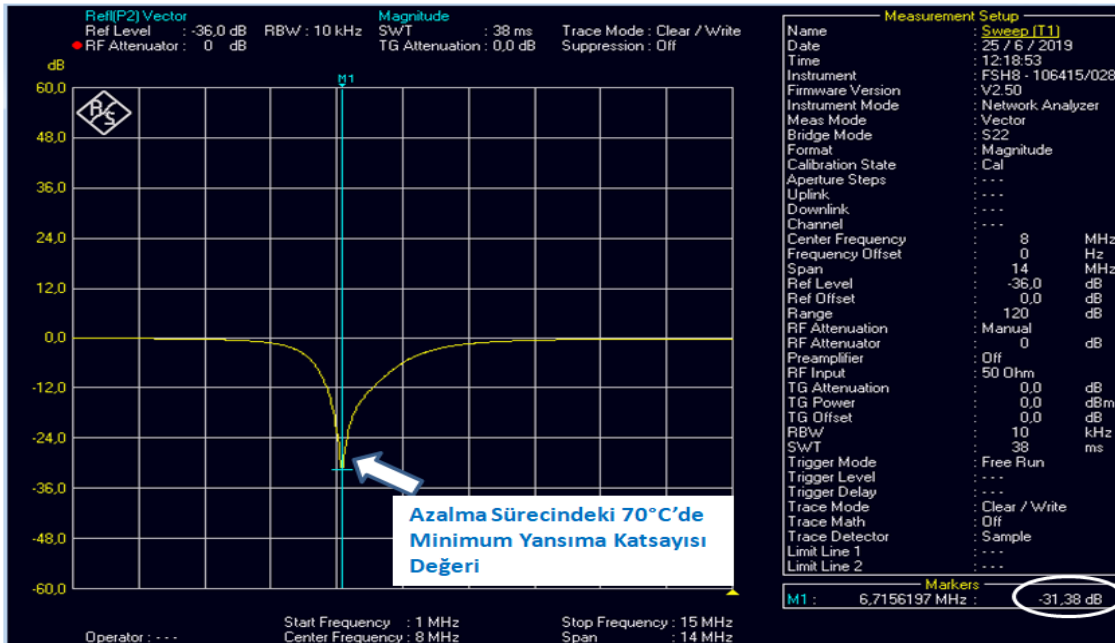 Refl(P2) Vector Magnitude
Ref Level : -36,0 dB RBW : 10 kHz SWT : 38 ms Trace Mode : Clear / Write
RF Attenuator : 0 dB TG Attenuation : 0,0 dB Suppression : Off
dB
M1
R/S
60,0
48,0
36,0
24,0
12,0
0,0
-12,0
-24,0
-36,0
-48,0
-60,0
Azalma Sürecindeki 70°C’de
Minimum Yansıma Katsayısı
Değeri
Start Frequency : 1 MHz Stop Frequency : 15 MHz
Operator : - - - Center Frequency : 8 MHz Span : 14 MHz
Measurement Setup
Name : Sweep (T1)
Date : 25 / 6 / 2019
Time : 12:18:53
Instrument : FSH8 - 106415/028
Firmware Version : V2.50
Instrument Mode : Network Analyzer
Meas Mode : Vector
Bridge Mode : S22
Format : Magnitude
Calibration State : Cal
Aperture Steps : - - -
Uplink : - - -
Downlink : - - -
Channel : - - -
Center Frequency : 8 MHz
Frequency Offset : 0 Hz
Span : 14 MHz
Ref Level : -36,0 dB
Ref Offset : 0,0 dB
Range : 120 dB
RF Attenuation : Manual
RF Attenuator : 0 dB
Preamplifier : Off
RF Input : 50 Ohm
TG Attenuation : 0,0 dB
TG Power : 0,0 dBm
TG Offset : 0,0 dB
RBW : 10 kHz
SWT : 38 ms
Trigger Mode : Free Run
Trigger Level : - - -
Trigger Delay : - - -
Trace Mode : Clear / Write
Trace Math : Off
Trace Detector : Sample
Limit Line 1 : - - -
Limit Line 2 : - - -
Markers
M1 : 6,7156197 MHz : -31,38 dB